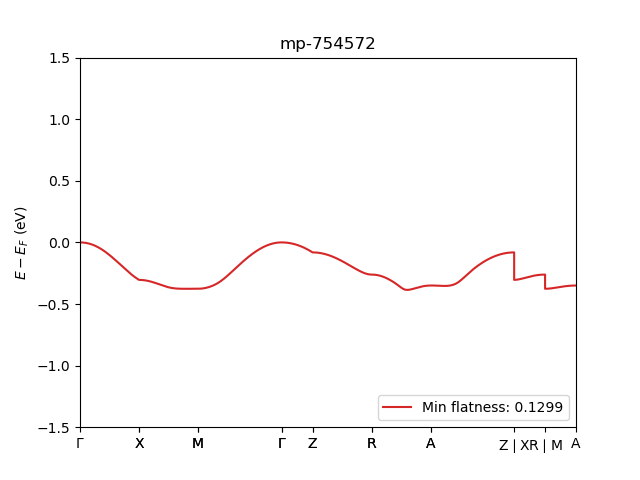 mp-754572
E − E_F (eV)
1.5
1.0
0.5
0.0
−0.5
−1.0
−1.5
Min flatness: 0.1299
Γ X M Γ Z R A Z | XR | M A